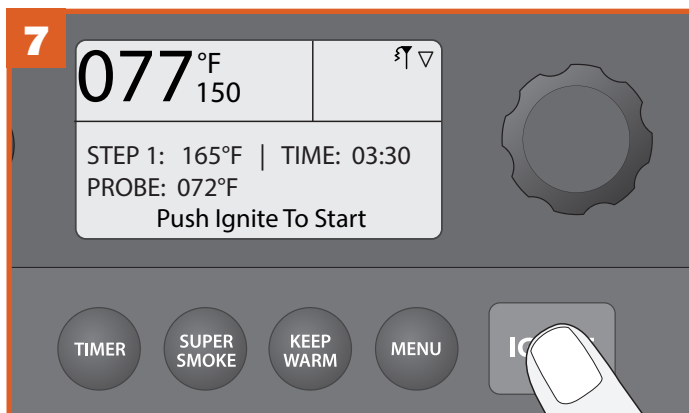 7
077°F
150
STEP 1: 165°F | TIME: 03:30
PROBE: 072°F
Push Ignite To Start
TIMER
SUPER
SMOKE
KEEP
WARM
MENU